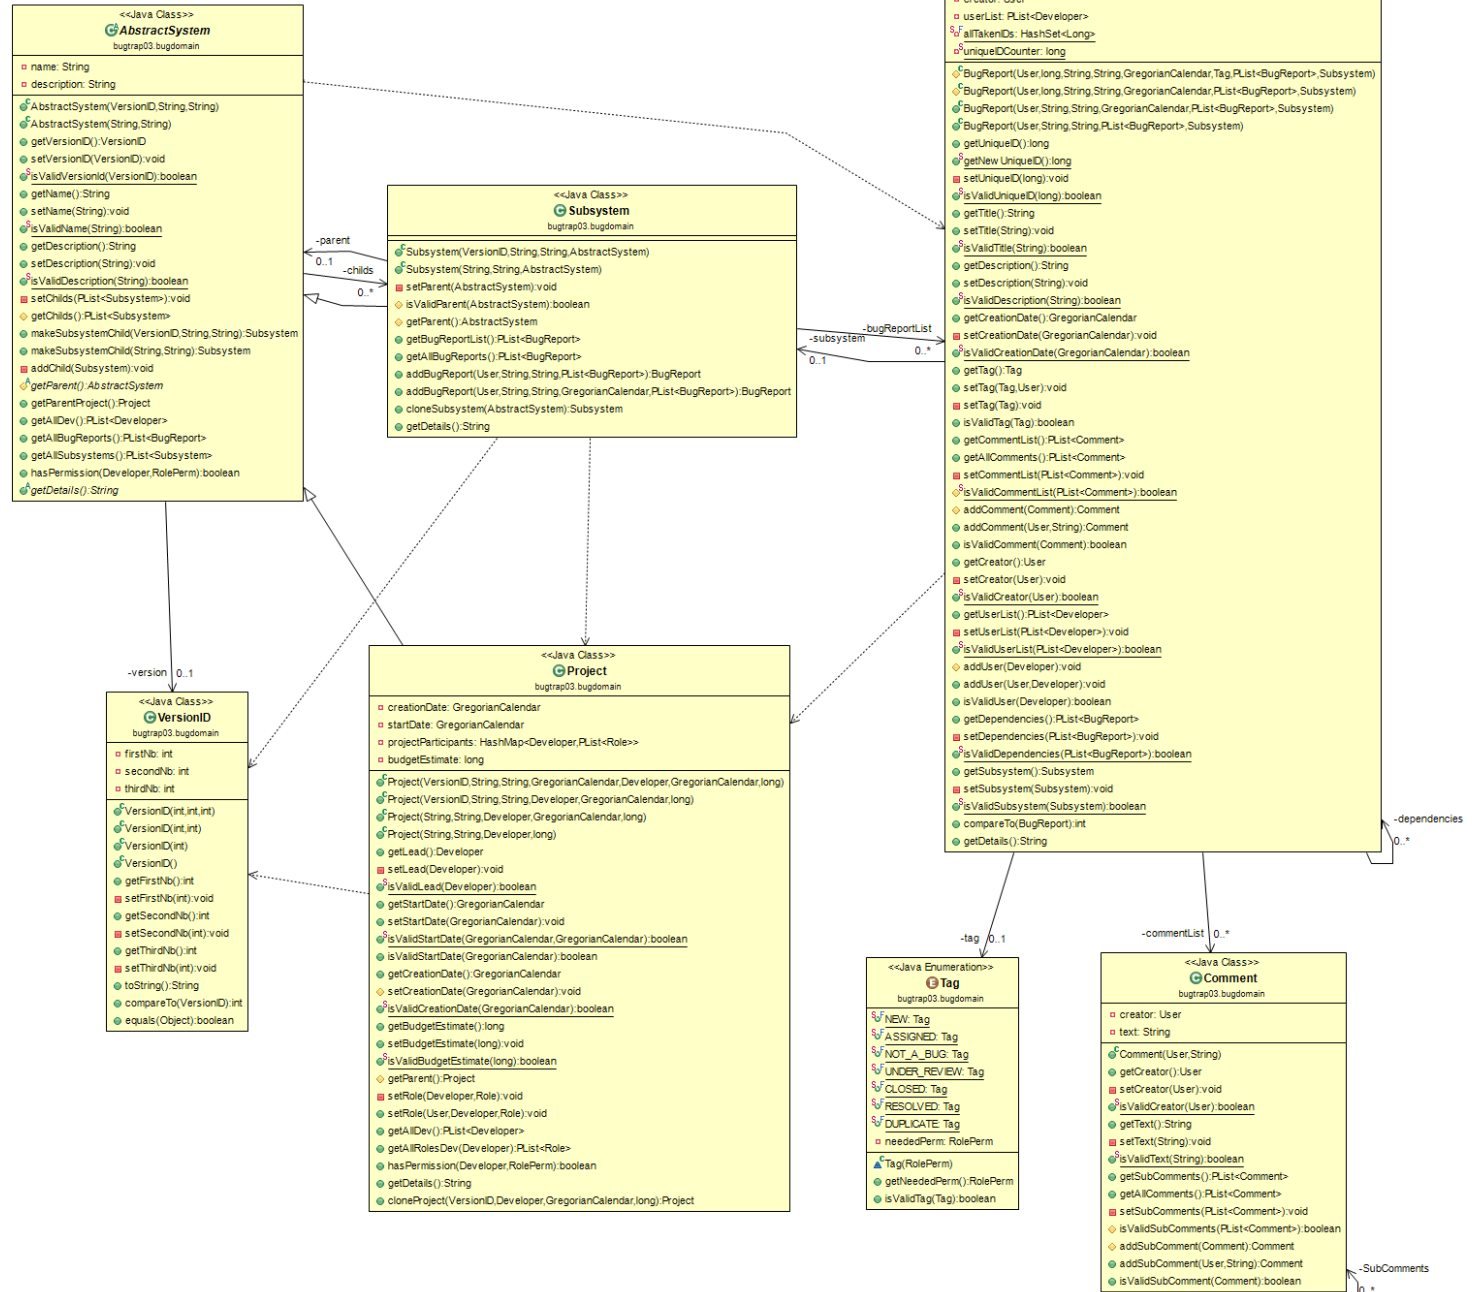 <<Java Class>>
AbstractSystem
bugtrap03.bugdomain
name: String
description: String
AbstractSystem(VersionID,String,String)
AbstractSystem(String,String)
getVersionID():VersionID
setVersionID(VersionID):void
isValidVersionId(VersionID):boolean
getName():String
setName(String):void
isValidName(String):boolean
getDescription():String
setDescription(String):void
isValidDescription(String):boolean
setChilds(PList<Subsystem>):void
getChilds():PList<Subsystem>
makeSubsystemChild(VersionID,String,String):Subsystem
makeSubsystemChild(String,String):Subsystem
addChild(Subsystem):void
getParent():AbstractSystem
getParentProject():Project
getAllDev():PList<Developer>
getAllBugReports():PList<BugReport>
getAllSubsystems():PList<Subsystem>
hasPermission(Developer,RolePerm):boolean
getDetails():String
-parent
0..1
-childs
0..*
<<Java Class>>
Subsystem
bugtrap03.bugdomain
Subsystem(VersionID,String,String,AbstractSystem)
Subsystem(String,String,AbstractSystem)
setParent(AbstractSystem):void
isValidParent(AbstractSystem):boolean
getParent():AbstractSystem
getBugReportList():PList<BugReport>
getAllBugReports():PList<BugReport>
addBugReport(User,String,String,PList<BugReport>):BugReport
addBugReport(User,String,String,GregorianCalendar,PList<BugReport>):BugReport
cloneSubsystem(AbstractSystem):Subsystem
getDetails():String
-bugReportList
-subsystem
0..*
0..1
creator: User
userList: PList<Developer>
allTakenIDs: HashSet<Long>
uniqueIDCounter: long
BugReport(User,long,String,String,GregorianCalendar,Tag,PList<BugReport>,Subsystem)
BugReport(User,long,String,String,GregorianCalendar,PList<BugReport>,Subsystem)
BugReport(User,String,String,GregorianCalendar,PList<BugReport>,Subsystem)
BugReport(User,String,String,PList<BugReport>,Subsystem)
getUniqueID():long
getNewUniqueID():long
setUniqueID(long):void
isValidUniqueID(long):boolean
getTitle():String
setTitle(String):void
isValidTitle(String):boolean
getDescription():String
setDescription(String):void
isValidDescription(String):boolean
getCreationDate():GregorianCalendar
setCreationDate(GregorianCalendar):void
isValidCreationDate(GregorianCalendar):boolean
getTag():Tag
setTag(Tag,User):void
setTag(Tag):void
isValidTag(Tag):boolean
getCommentList():PList<Comment>
getAllComments():PList<Comment>
setCommentList(PList<Comment>):void
isValidCommentList(PList<Comment>):boolean
addComment(Comment):Comment
addComment(User,String):Comment
isValidComment(Comment):boolean
getCreator():User
setCreator(User):void
isValidCreator(User):boolean
getUserList():PList<Developer>
setUserList(PList<Developer>):void
isValidUserList(PList<Developer>):boolean
addUser(Developer):void
addUser(User,Developer):void
isValidUser(Developer):boolean
getDependencies():PList<BugReport>
setDependencies(PList<BugReport>):void
isValidDependencies(PList<BugReport>):boolean
getSubsystem():Subsystem
setSubsystem(Subsystem):void
isValidSubsystem(Subsystem):boolean
compareTo(BugReport):int
getDetails():String
-dependencies
0..*
-version
0..1
<<Java Class>>
VersionID
bugtrap03.bugdomain
firstNb: int
secondNb: int
thirdNb: int
VersionID(int,int,int)
VersionID(int,int)
VersionID(int)
VersionID()
getFirstNb():int
setFirstNb(int):void
getSecondNb():int
setSecondNb(int):void
getThirdNb():int
setThirdNb(int):void
toString():String
compareTo(VersionID):int
equals(Object):boolean
<<Java Class>>
Project
bugtrap03.bugdomain
creationDate: GregorianCalendar
startDate: GregorianCalendar
projectParticipants: HashMap<Developer,PList<Role>>
budgetEstimate: long
Project(VersionID,String,String,GregorianCalendar,Developer,GregorianCalendar,long)
Project(VersionID,String,String,Developer,GregorianCalendar,long)
Project(String,String,Developer,GregorianCalendar,long)
Project(String,String,Developer,long)
getLead():Developer
setLead(Developer):void
isValidLead(Developer):boolean
getStartDate():GregorianCalendar
setStartDate(GregorianCalendar):void
isValidStartDate(GregorianCalendar,GregorianCalendar):boolean
isValidStartDate(GregorianCalendar):boolean
getCreationDate():GregorianCalendar
setCreationDate(GregorianCalendar):void
isValidCreationDate(GregorianCalendar):boolean
getBudgetEstimate():long
setBudgetEstimate(long):void
isValidBudgetEstimate(long):boolean
getParent():Project
setRole(Developer,Role):void
setRole(User,Developer,Role):void
getAllDev():PList<Developer>
getAllRolesDev(Developer):PList<Role>
hasPermission(Developer,RolePerm):boolean
getDetails():String
cloneProject(VersionID,Developer,GregorianCalendar,long):Project
-tag
0..1
<<Java Enumeration>>
Tag
bugtrap03.bugdomain
NEW: Tag
ASSIGNED: Tag
NOT_A_BUG: Tag
UNDER_REVIEW: Tag
CLOSED: Tag
RESOLVED: Tag
DUPLICATE: Tag
neededPerm: RolePerm
Tag(RolePerm)
getNeededPerm():RolePerm
isValidTag(Tag):boolean
-commentList
0..*
<<Java Class>>
Comment
bugtrap03.bugdomain
creator: User
text: String
Comment(User,String)
getCreator():User
setCreator(User):void
isValidCreator(User):boolean
getText():String
setText(String):void
isValidText(String):boolean
getSubComments():PList<Comment>
getAllComments():PList<Comment>
setSubComments(PList<Comment>):void
isValidSubComments(PList<Comment>):boolean
addSubComment(Comment):Comment
addSubComment(User,String):Comment
isValidSubComment(Comment):boolean
-SubComments
0..*